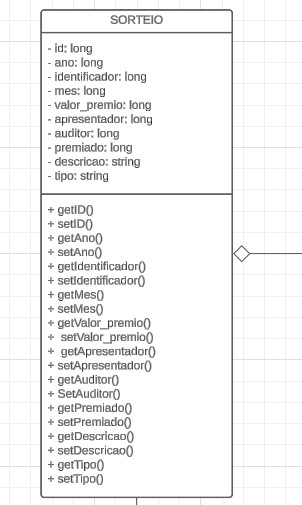 SORTEIO
- id: long
- ano: long
- identificador: long
- mes: long
- valor_premio: long
- apresentador: long
- auditor: long
- premiado: long
- descricao: string
- tipo: string
+ getID()
+ setID()
+ getAno()
+ setAno()
+ getIdentificador()
+ setIdentificador()
+ getMes()
+ setMes()
+ getValor_premio()
+ setValor_premio()
+ getApresentador()
+ setApresentador()
+ getAuditor()
+ SetAuditor()
+ getPremiado()
+ setPremiado()
+ getDescricao()
+ setDescricao()
+ getTipo()
+ setTipo()